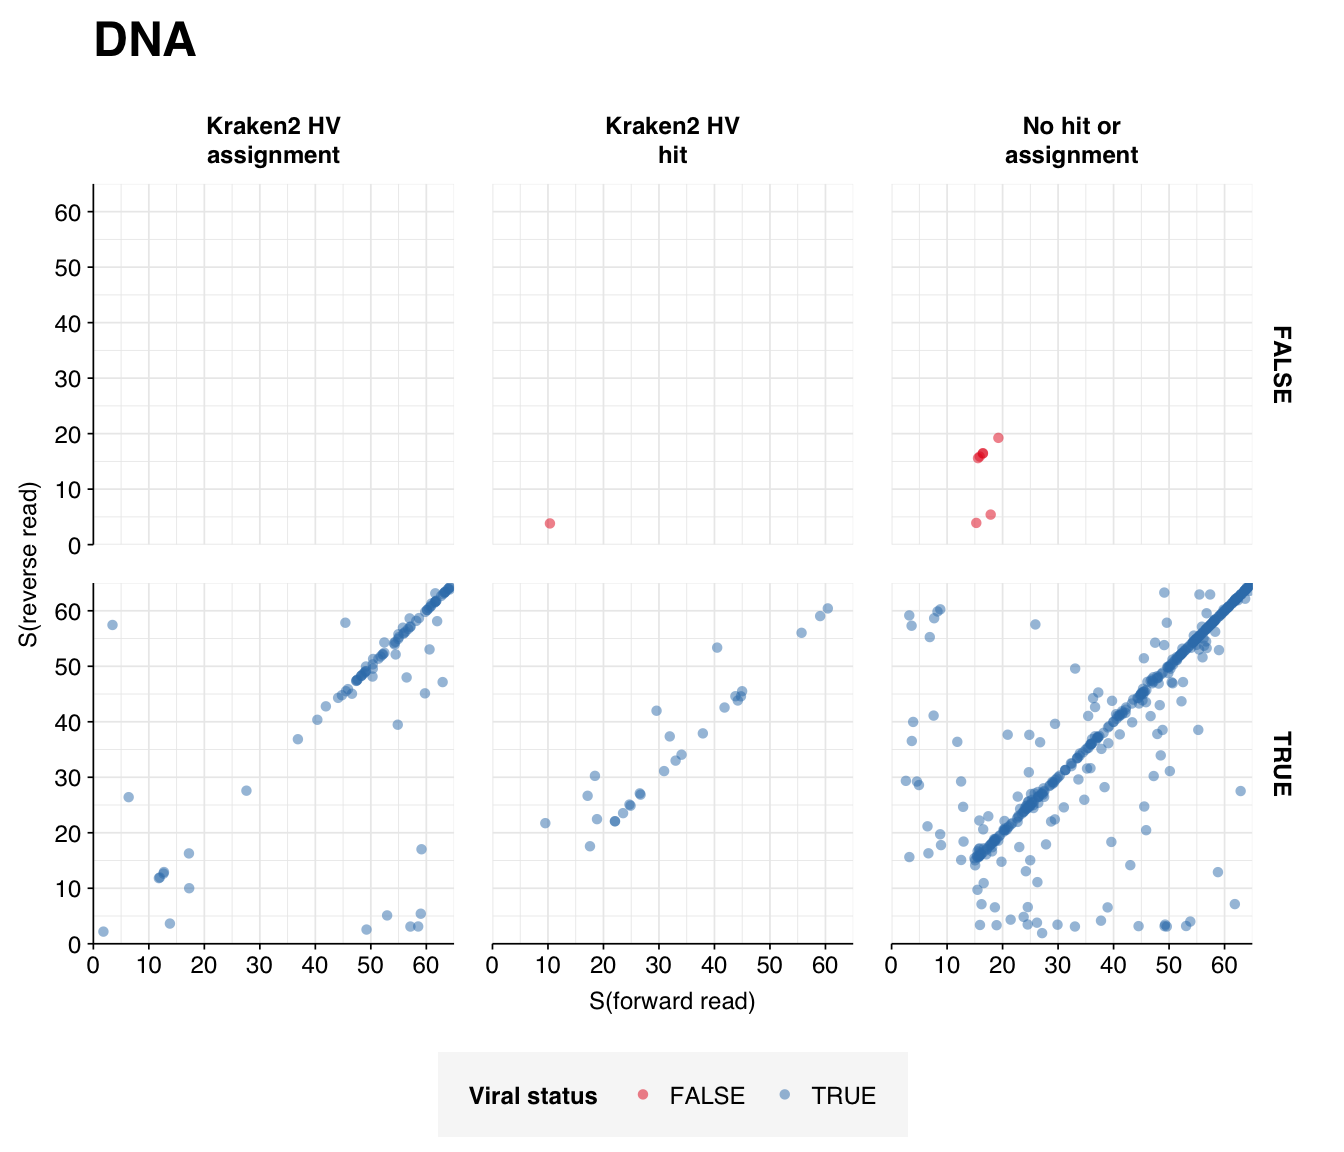 DNA
Kraken2 HV
assignment
Kraken2 HV
hit
No hit or
assignment
60
50
40
30
20
10
0
FALSE
60
50
40
30
20
10
0
TRUE
S(reverse read)
0 10 20 30 40 50 60
0 10 20 30 40 50 60
0 10 20 30 40 50 60
S(forward read)
Viral status FALSE TRUE